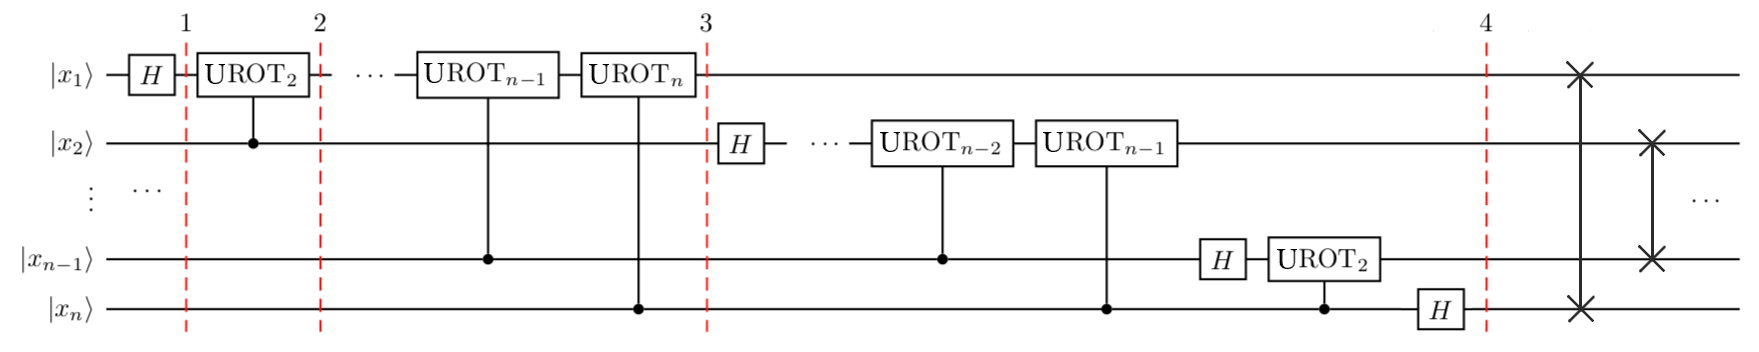 1 2 3 4
|x₁⟩ H UROT₂ ··· UROTₙ₋₁ UROTₙ
|x₂⟩ H ··· UROTₙ₋₂ UROTₙ₋₁
⋮ ··· ···
|xₙ₋₁⟩ H UROT₂
|xₙ⟩ H